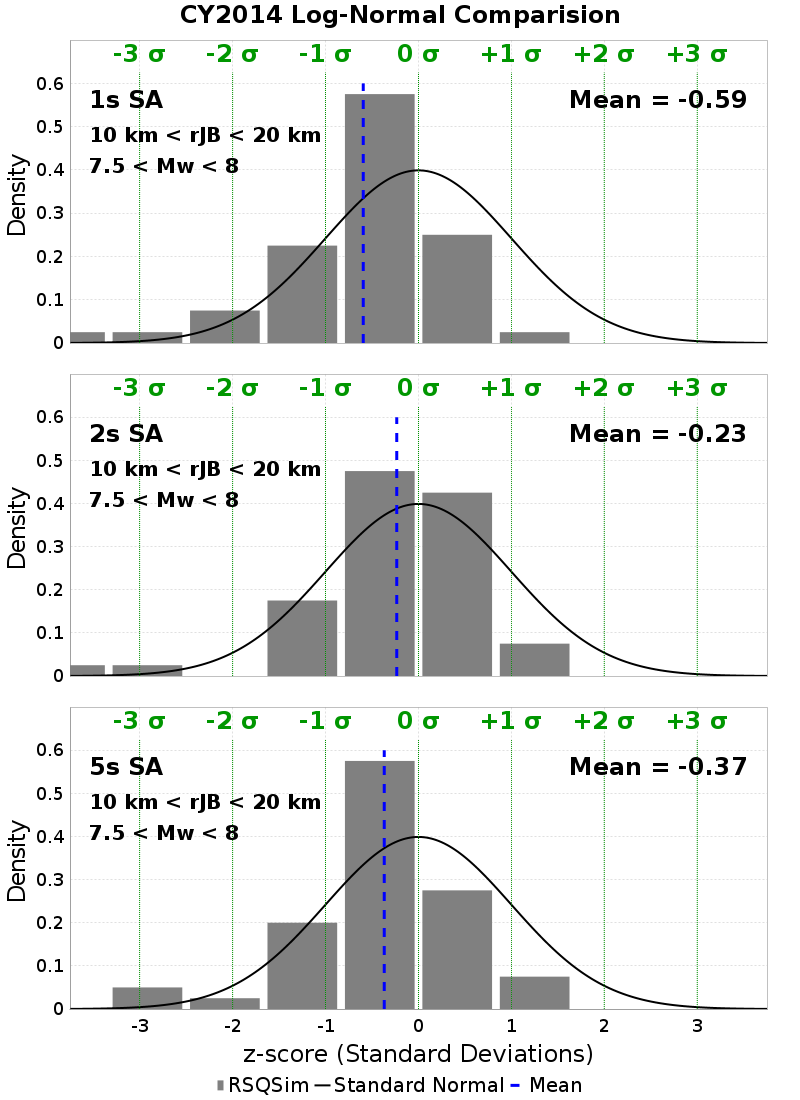 CY2014 Log-Normal Comparision
-3 σ -2 σ -1 σ 0 σ +1 σ +2 σ +3 σ
1s SA
Mean = -0.59
10 km < rJB < 20 km
7.5 < Mw < 8
0.6
0.5
0.4
0.3
0.2
0.1
0
Density
-3 σ -2 σ -1 σ 0 σ +1 σ +2 σ +3 σ
2s SA
Mean = -0.23
10 km < rJB < 20 km
7.5 < Mw < 8
0.6
0.5
0.4
0.3
0.2
0.1
0
Density
-3 σ -2 σ -1 σ 0 σ +1 σ +2 σ +3 σ
5s SA
Mean = -0.37
10 km < rJB < 20 km
7.5 < Mw < 8
0.6
0.5
0.4
0.3
0.2
0.1
0
Density
-3 -2 -1 0 1 2 3
z-score (Standard Deviations)
RSQSim Standard Normal Mean